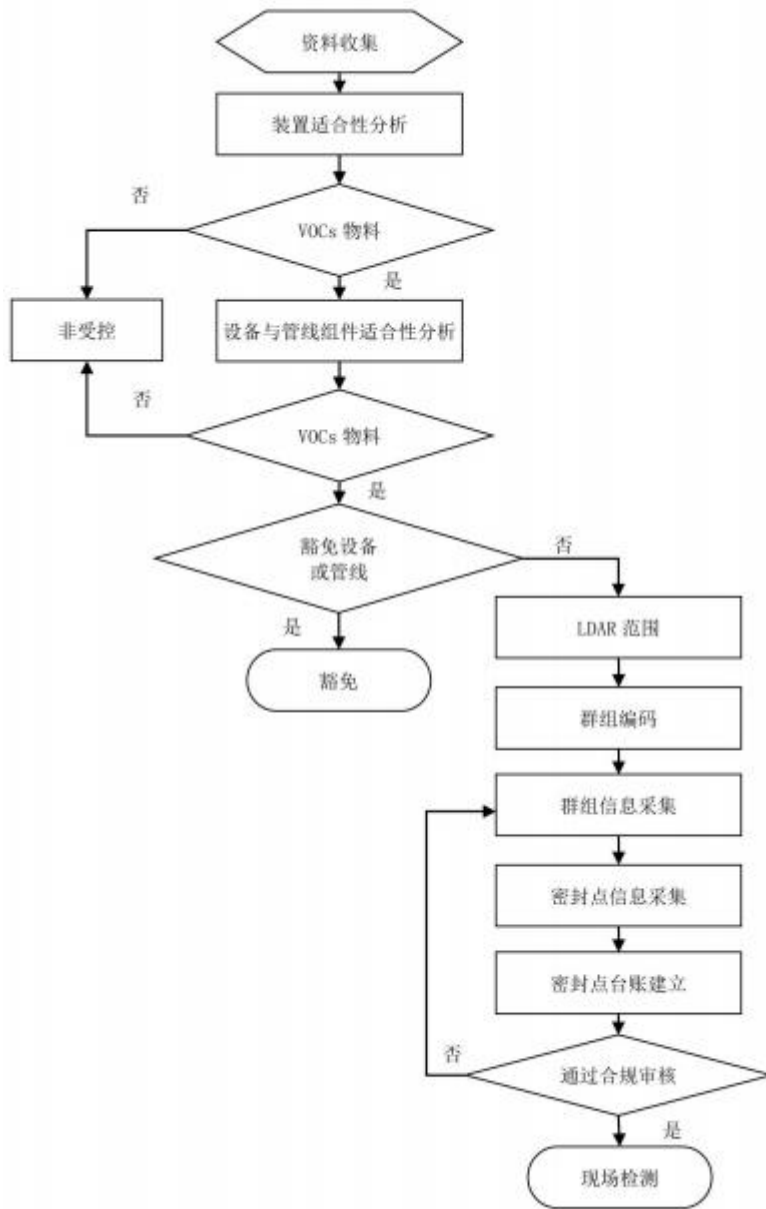 资料收集
装置适合性分析
否
VOCs 物料
是
非受控
设备与管线组件适合性分析
否
VOCs 物料
是
豁免设备
或管线
否
是
LDAR 范围
豁免
群组编码
群组信息采集
密封点信息采集
密封点台账建立
否
通过合规审核
是
现场检测